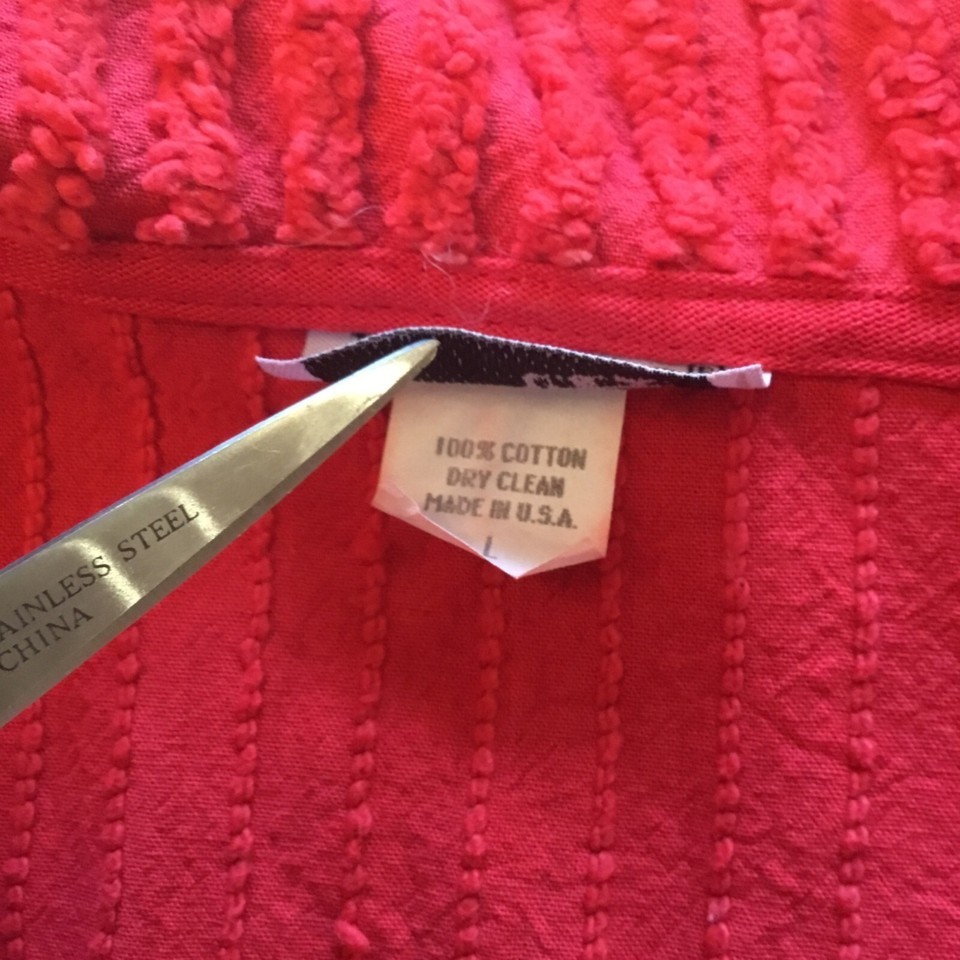 100% COTTON
DRY CLEAN
MADE IN U.S.A.
L
AINLESS STEEL
CHINA